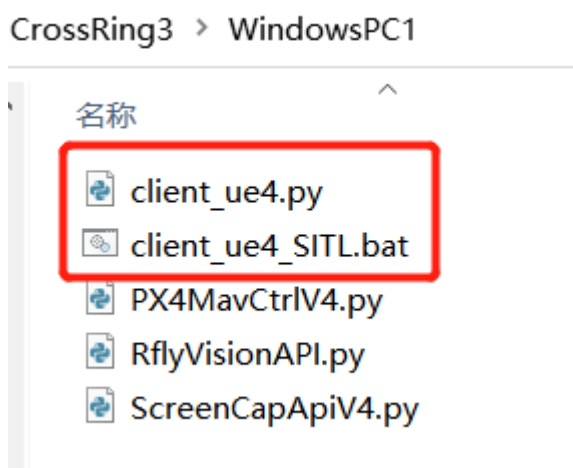 CrossRing3 > WindowsPC1
名称
client_ue4.py
client_ue4_SITL.bat
PX4MavCtrlV4.py
RflyVisionAPI.py
ScreenCapApiV4.py